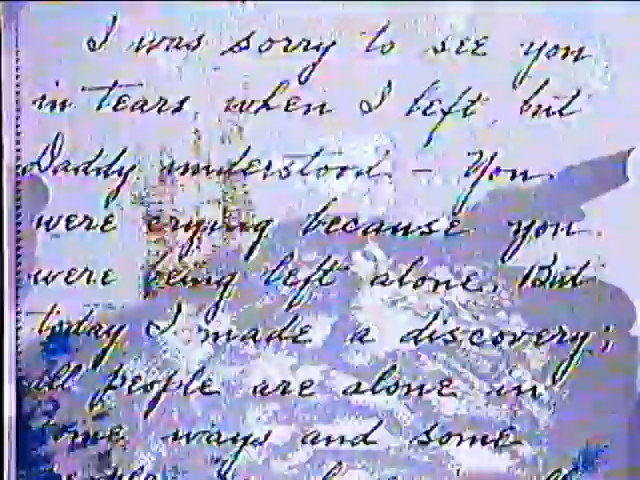 I was sorry to see you
in tears, when I left, but
Daddy understood - You
were crying because you
were being left alone. But
today I made a discovery;
all people are alone in
some ways and some
people